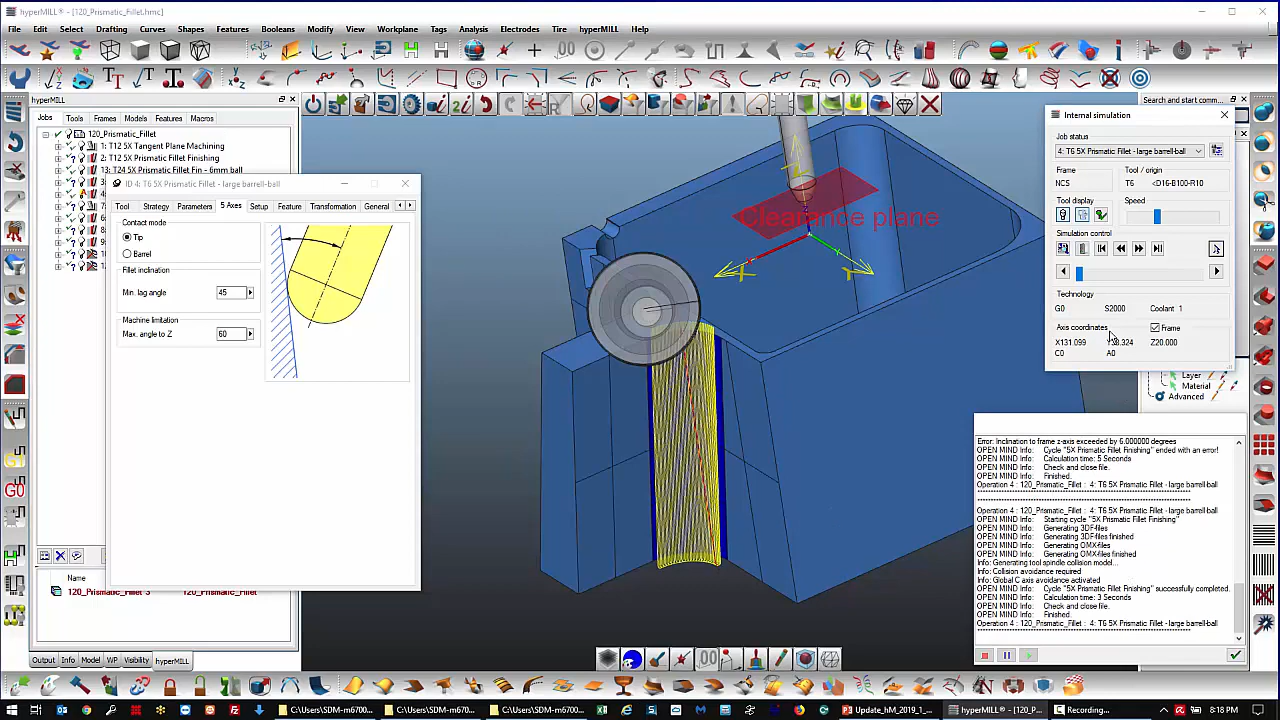 hyperMILL® - [120_Prismatic_Fillet.hmc]
File Edit Select Drafting Curves Shapes Features Booleans Modify View Workplane Tags Analysis Electrodes Tire hyperMILL Help
hyperMILL
Search and start comm...
Jobs Tools Frames Models Features Macros
120_Prismatic_Fillet
1: T12 5X Tangent Plane Machining
2: T12 5X Prismatic Fillet Finishing
13: T24 5X Prismatic Fillet Fin - 6mm ball
ID 4: T6 5X Prismatic Fillet - large barrell-ball
Tool Strategy Parameters 5 Axes Setup Feature Transformation General
Contact mode
Tip
Barrel
Fillet inclination
Min. lag angle 45
Machine limitation
Max. angle to Z 60
Clearance plane
X
Y
Internal simulation
Job status
4: T6 5X Prismatic Fillet - large barrell-ball
Frame Tool / origin
NCS T6 <D16-B100-R10
Tool display Speed
Simulation control
Technology
G0 S2000 Coolant 1
Axis coordinates Frame
X131.099 Z20.000
C0 A0
Layer
Material
Advanced
Error: Inclination to frame z-axis exceeded by 6.000000 degrees
OPEN MIND Info: Cycle "5X Prismatic Fillet Finishing" ended with an error!
OPEN MIND Info: Calculation time: 5 Seconds
OPEN MIND Info: Check and close file.
OPEN MIND Info: Finished.
Operation 4 : 120_Prismatic_Fillet : 4: T6 5X Prismatic Fillet - large barrell-ball
Operation 4 : 120_Prismatic_Fillet : 4: T6 5X Prismatic Fillet - large barrell-ball
OPEN MIND Info: Starting cycle "5X Prismatic Fillet Finishing"
OPEN MIND Info: Generating 3DF-files
OPEN MIND Info: Generating 3DF-files finished
OPEN MIND Info: Generating OMX-files
OPEN MIND Info: Generating OMX-files finished
Info: Generating tool spindle collision model...
Info: Collision avoidance required
Info: Global C axis avoidance activated
OPEN MIND Info: Cycle "5X Prismatic Fillet Finishing" successfully completed.
OPEN MIND Info: Calculation time: 3 Seconds
OPEN MIND Info: Check and close file.
OPEN MIND Info: Finished.
Operation 4 : 120_Prismatic_Fillet : 4: T6 5X Prismatic Fillet - large barrell-ball
Name
120_Prismatic_Fillet 3 120_Prismatic_Fillet
Output Info Model WP Visibility hyperMILL
C:\Users\SDM-m6700... C:\Users\SDM-m6700... C:\Users\SDM-m6700... Update_hM_2019_1_... hyperMILL® - [120_P... Recording... 8:18 PM